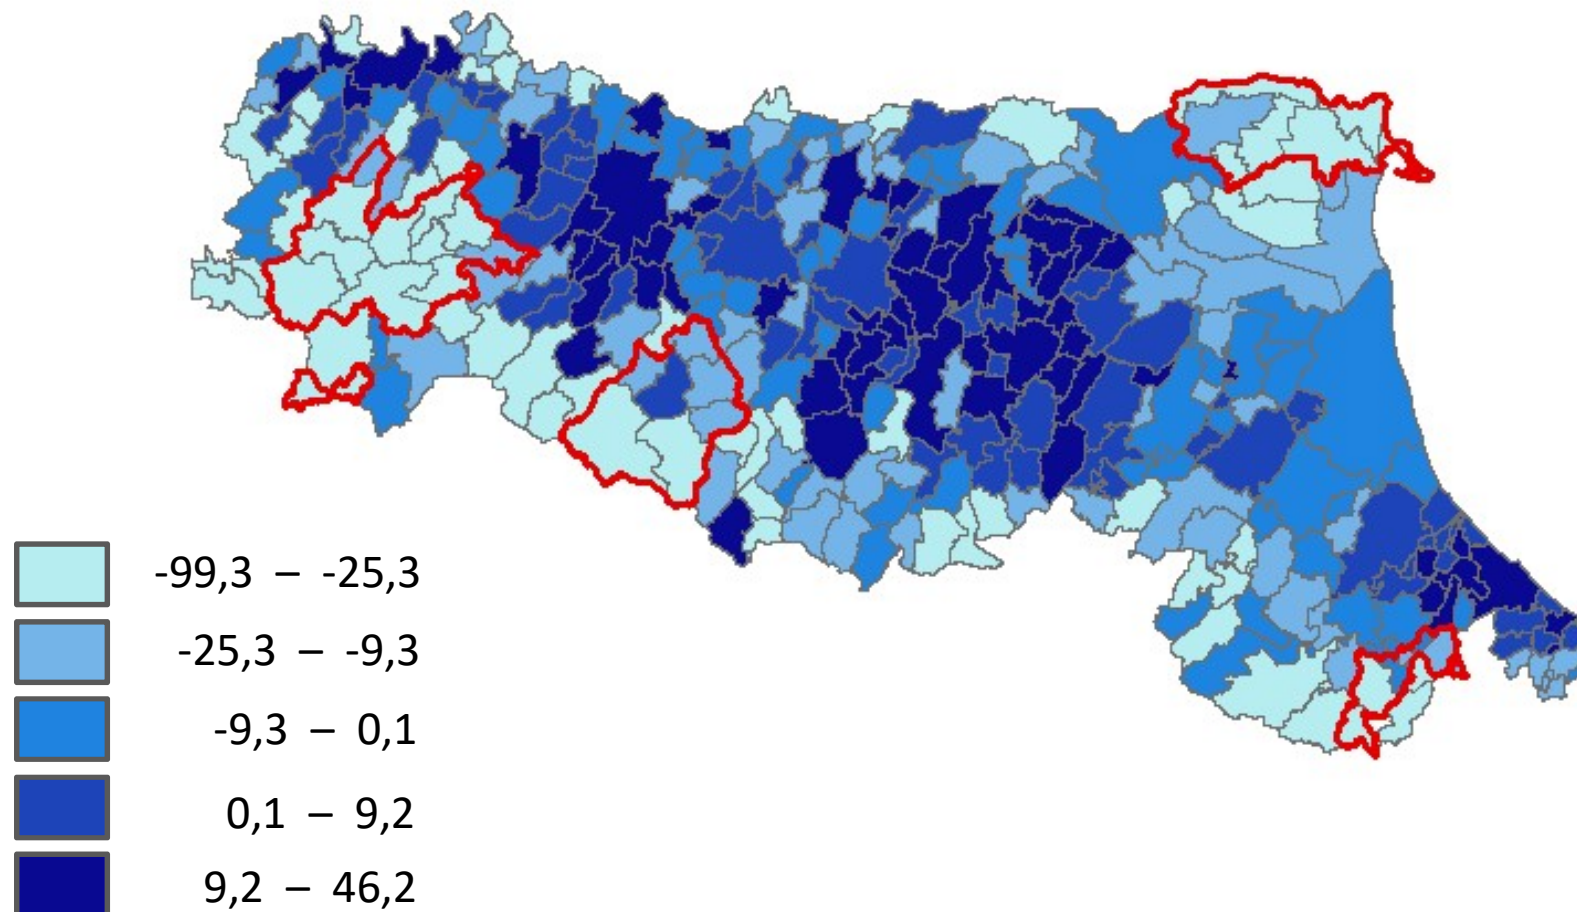 -99,3 – -25,3
-25,3 – -9,3
-9,3 – 0,1
0,1 – 9,2
9,2 – 46,2